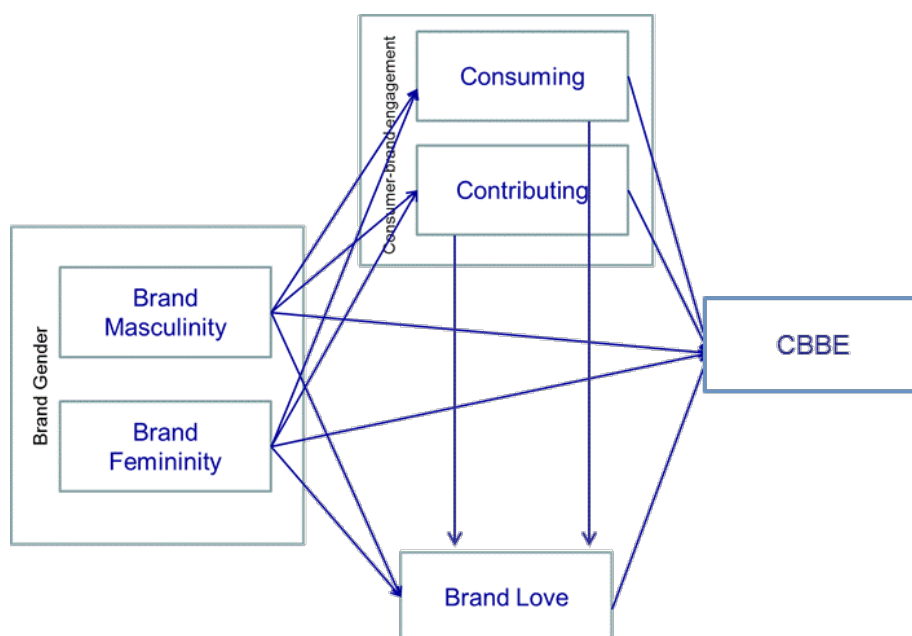 Consumer-brand engagement
Consuming
Contributing
Brand Gender
Brand
Masculinity
Brand
Femininity
CBBE
Brand Love